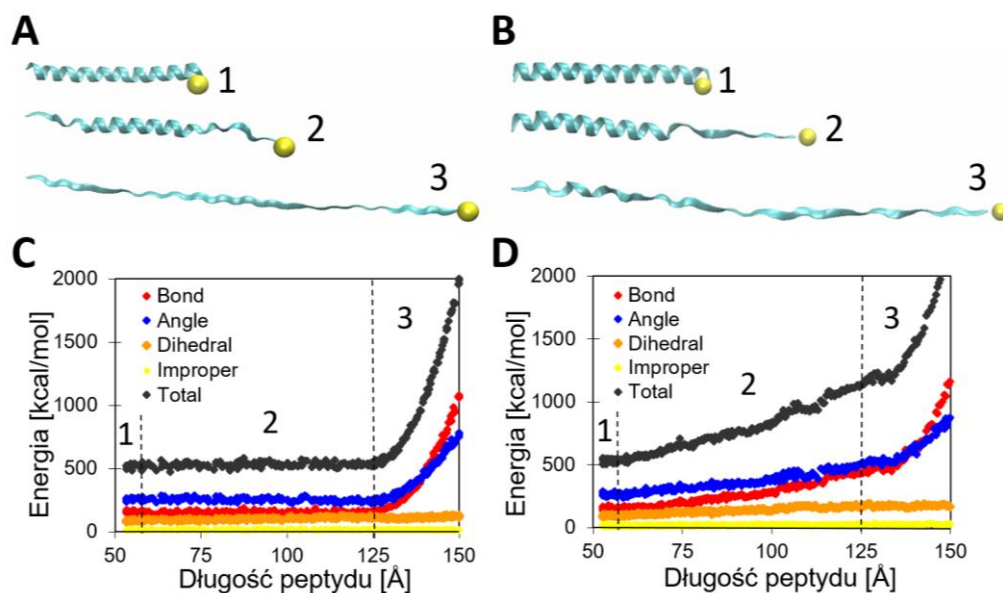 A
B
1
1
2
2
3
3
C
D
2000
1500
1000
500
0
Energia [kcal/mol]
Bond
Angle
Dihedral
Improper
Total
1
2
3
50
75
100
125
150
Długość peptydu [Å]
2000
1500
1000
500
0
Energia [kcal/mol]
Bond
Angle
Dihedral
Improper
Total
1
2
3
50
75
100
125
150
Długość peptydu [Å]